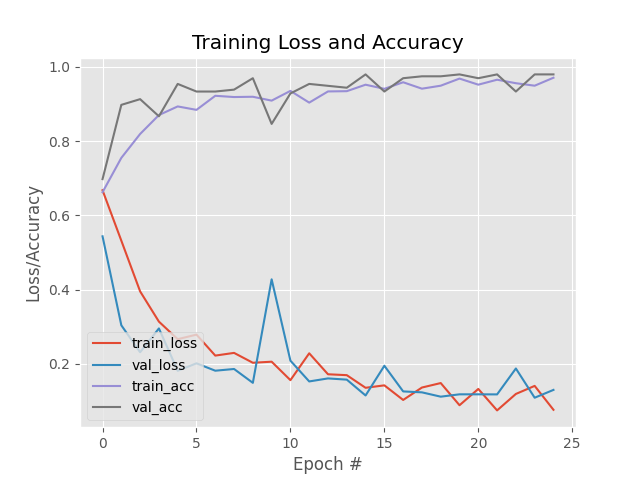 Training Loss and Accuracy
1.0
0.8
0.6
0.4
0.2
Loss/Accuracy
train_loss
val_loss
train_acc
val_acc
0 5 10 15 20 25
Epoch #